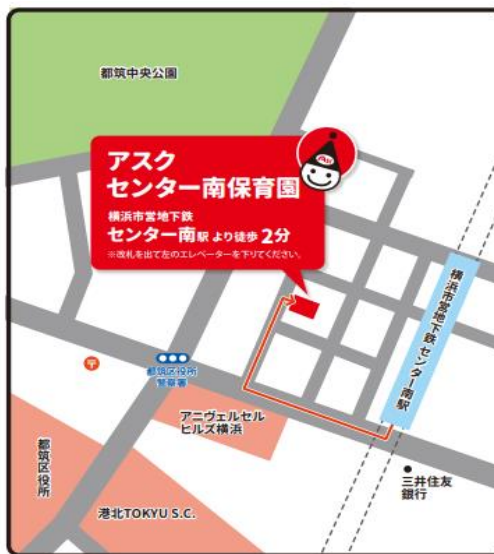 都筑中央公園
アスク
センター南保育園
横浜市営地下鉄
センター南駅より徒歩2分
※改札を出て左のエレベーターを下りてください。
横浜市営地下鉄 センター南駅
〒
都筑区役所
警察署
アニヴェルセル
ヒルズ横浜
都筑区役所
港北TOKYU S.C.
三井住友
銀行